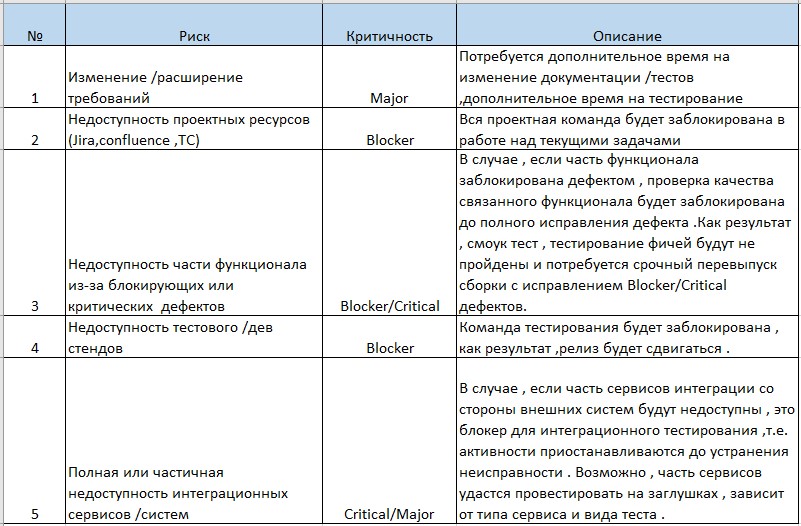 № Риск Критичность Описание
1 Изменение /расширение требований Major Потребуется дополнительное время на
изменение документации /тестов
,дополнительное время на тестирование
2 Недоступность проектных ресурсов (Jira,confluence ,ТС) Blocker Вся проектная команда будет заблокирована в
работе над текущими задачами
3 Недоступность части функционала
из-за блокирующих или
критических  дефектов
Blocker/Critical
В случае , если часть функционала
заблокирована дефектом , проверка качества
связанного функционала будет заблокирована
до полного исправления дефекта .Как результат
, смоук тест , тестирование фичей будут не
пройдены и потребуется срочный перевыпуск
сборки с исправлением Blocker/Critical
дефектов.
4 Недоступность тестового /дев
стендов
Blocker
Команда тестирования будет заблокирована ,
как результат ,релиз будет сдвигаться .
5 Полная или частичная
недоступность интеграционных
сервисов /систем
Critical/Major
В случае , если часть сервисов интеграции со
стороны внешних систем будут недоступны , это
блокер для интеграционного тестирования ,т.е.
активности приостанавливаются до устранения
неисправности . Возможно , часть сервисов
удастся провестировать на заглушках , зависит
от типа сервиса и вида теста .